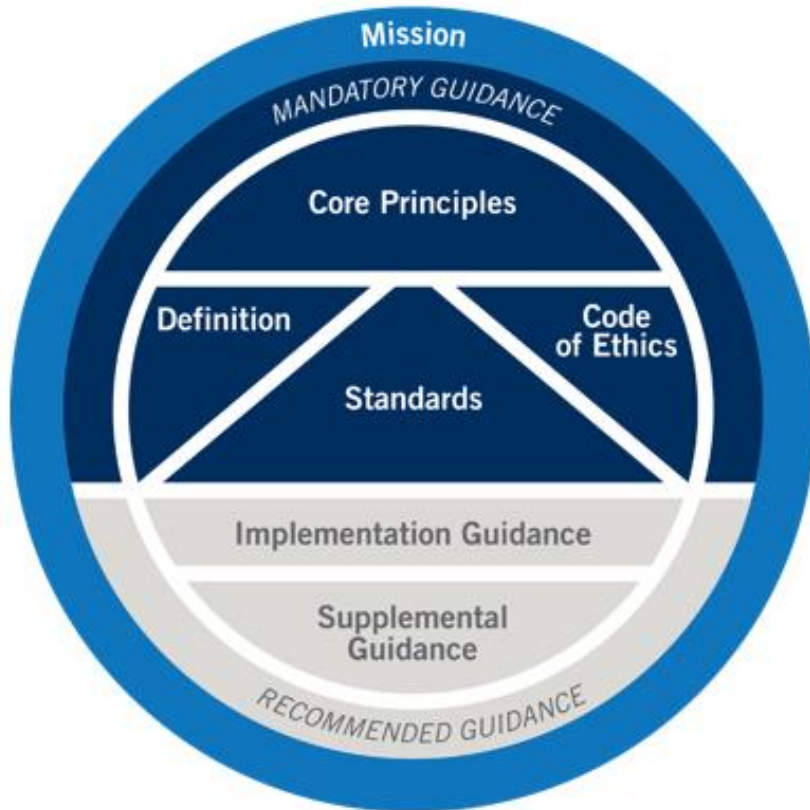 Mission
MANDATORY GUIDANCE
Core Principles
Definition
Code
of Ethics
Standards
Implementation Guidance
Supplemental
Guidance
RECOMMENDED GUIDANCE